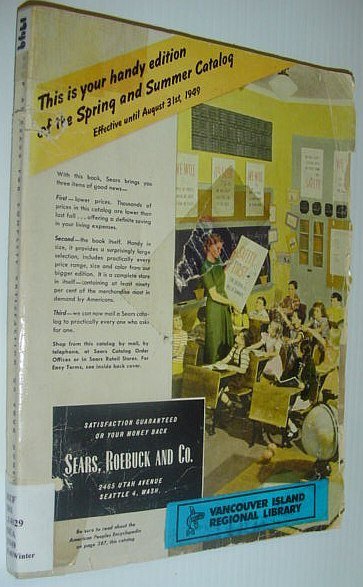 This is your handy edition
of the Spring and Summer Catalog
Effective until August 31st, 1949
With this book, Sears brings you
three items of good news—
First—lower prices. Thousands of
prices in this catalog are lower than
last fall . . . offering a definite saving
in your living expenses.
Second—the book itself. Handy in
size, it provides a surprisingly large
selection, includes practically every
price range, size and color from our
bigger edition. It is a complete store
in itself—containing at least ninety
per cent of the merchandise most in
demand by Americans.
Third—we can now mail a Sears cata-
log to practically every one who asks
for one.
Shop from this catalog by mail, by
telephone, at Sears Catalog Order
Offices or in Sears Retail Stores. For
Easy Terms, see inside back cover.
SATISFACTION GUARANTEED
OR YOUR MONEY BACK
SEARS, ROEBUCK AND CO.
2465 UTAH AVENUE
SEATTLE 4, WASH.
Be sure to read about the
American Peoples Encyclopedia
on page 387, this catalog
VANCOUVER ISLAND
REGIONAL LIBRARY
Winter